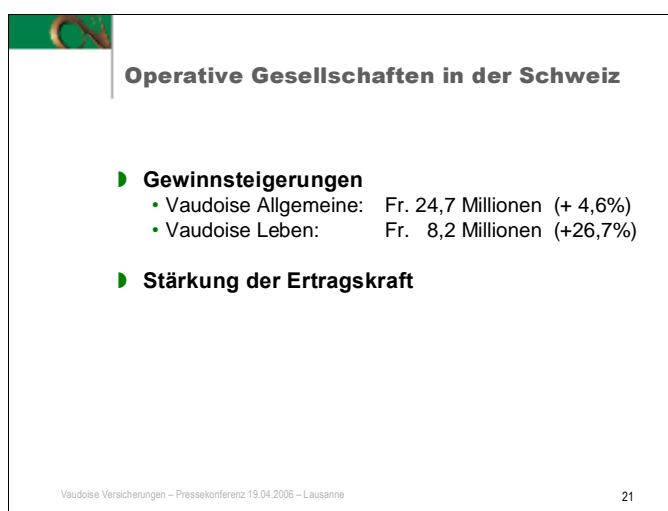 Operative Gesellschaften in der Schweiz
Gewinnsteigerungen
• Vaudoise Allgemeine: Fr. 24,7 Millionen (+ 4,6%)
• Vaudoise Leben: Fr. 8,2 Millionen (+26,7%)
Stärkung der Ertragskraft
Vaudoise Versicherungen – Pressekonferenz 19.04.2006 – Lausanne 21